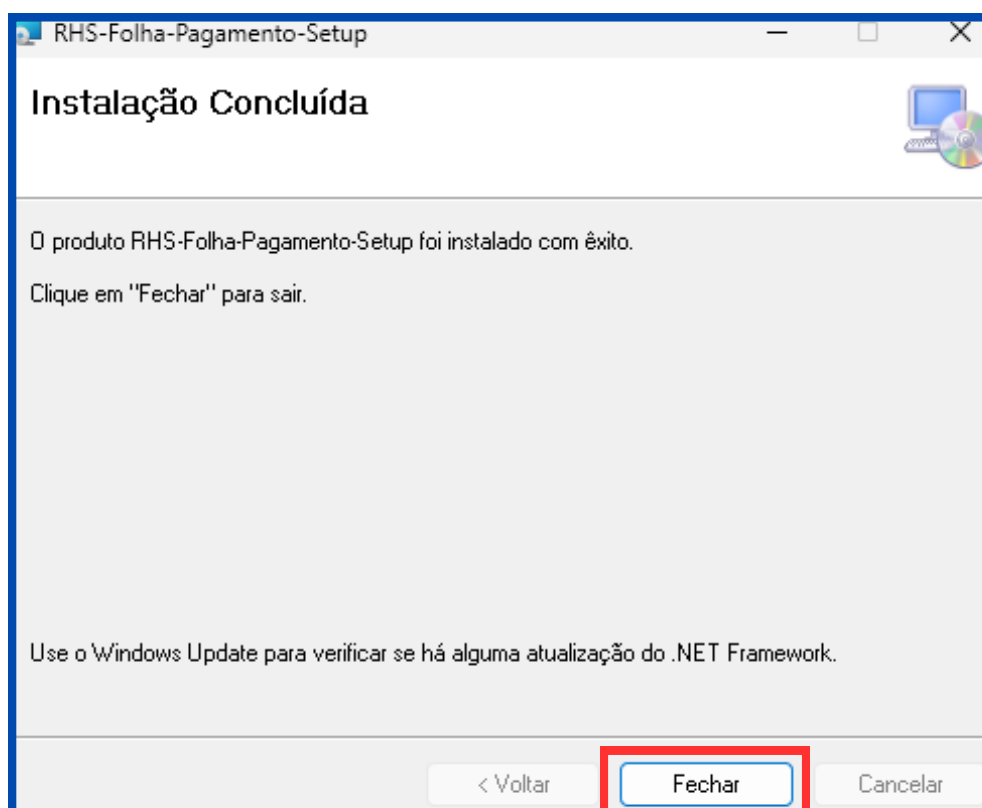 RHS-Folha-Pagamento-Setup
Instalação Concluída
O produto RHS-Folha-Pagamento-Setup foi instalado com êxito.
Clique em "Fechar" para sair.
Use o Windows Update para verificar se há alguma atualização do .NET Framework.
< Voltar
Fechar
Cancelar